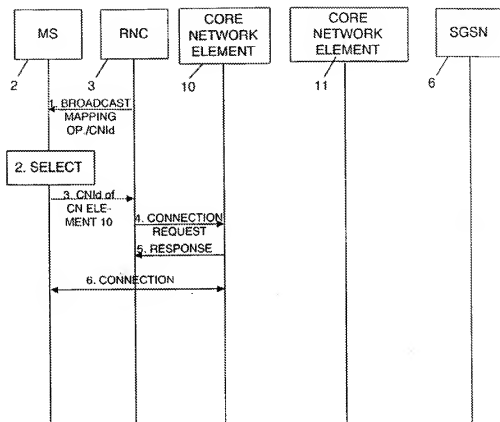 MS
RNC
CORE
NETWORK
ELEMENT
CORE
NETWORK
ELEMENT
SGSN
2
3
10
11
6
1. BROADCAST
MAPPING
OP./CNId
2. SELECT
3. CNId of
CN ELE-
MENT 10
4. CONNECTION
REQUEST
5. RESPONSE
6. CONNECTION